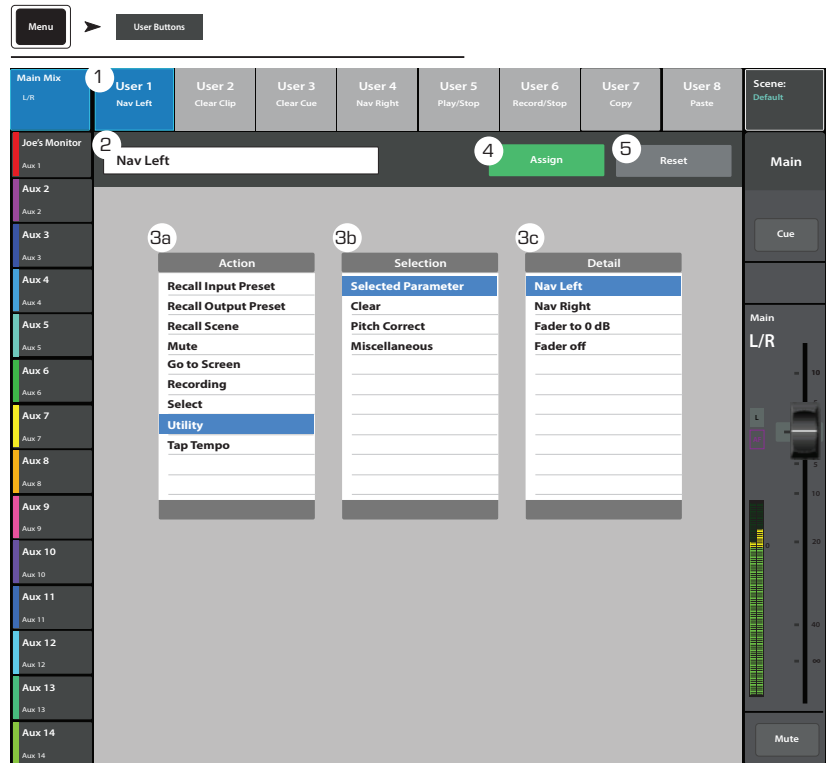 Menu
User Buttons
Main Mix
L/R
1
User 1
Nav Left
User 2
Clear Clip
User 3
Clear Cue
User 4
Nav Right
User 5
Play/Stop
User 6
Record/Stop
User 7
Copy
User 8
Paste
Scene:
Default
Joe's Monitor
Aux 1
2
Nav Left
4
Assign
5
Reset
Main
Aux 2
Aux 2
Aux 3
Aux 3
Aux 4
Aux 4
Aux 5
Aux 5
Aux 6
Aux 6
Aux 7
Aux 7
Aux 8
Aux 8
Aux 9
Aux 9
Aux 10
Aux 10
Aux 11
Aux 11
Aux 12
Aux 12
Aux 13
Aux 13
Aux 14
Aux 14
3a
Action
Recall Input Preset
Recall Output Preset
Recall Scene
Mute
Go to Screen
Recording
Select
Utility
Tap Tempo
3b
Selection
Selected Parameter
Clear
Pitch Correct
Miscellaneous
3c
Detail
Nav Left
Nav Right
Fader to 0 dB
Fader off
Cue
Main
L/R
10
L
5
10
0
20
40
∞
Mute